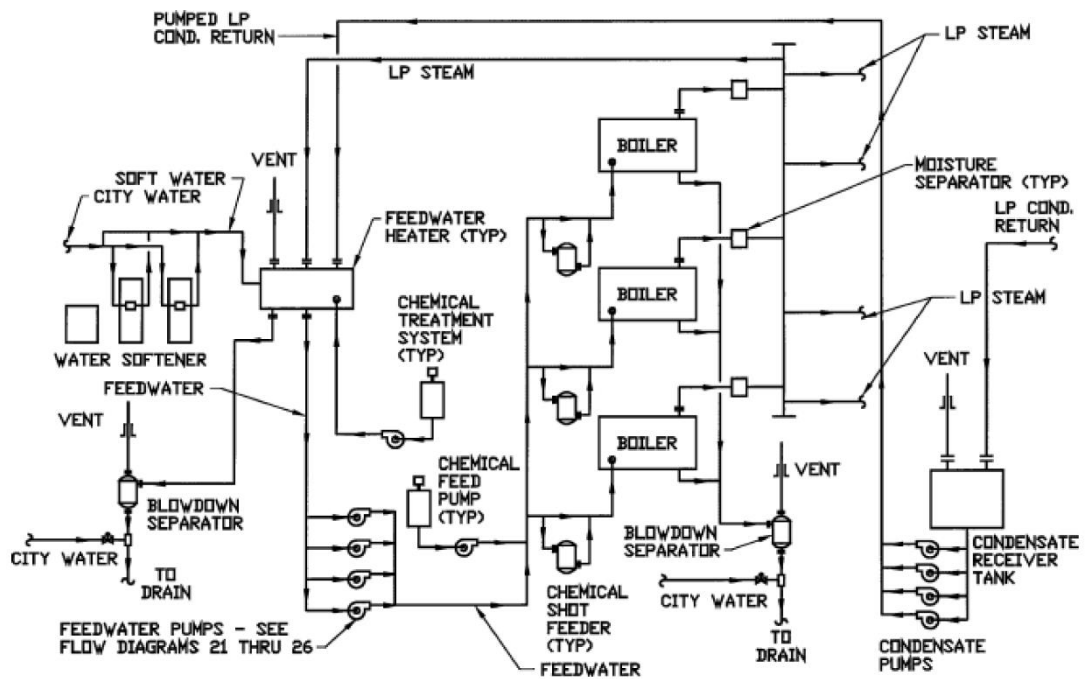 PUMPED LP
COND. RETURN
LP STEAM
LP STEAM
VENT
SOFT WATER
CITY WATER
FEEDWATER
HEATER (TYP)
BOILER
MOISTURE
SEPARATOR (TYP)
LP COND.
RETURN
CHEMICAL
TREATMENT
SYSTEM
(TYP)
BOILER
LP STEAM
WATER SOFTENER
FEEDWATER
VENT
VENT
BOILER
CHEMICAL
FEED
PUMP
(TYP)
VENT
BLOWDOWN
SEPARATOR
BLOWDOWN
SEPARATOR
CITY WATER
TO
DRAIN
CONDENSATE
RECEIVER
TANK
CHEMICAL
SHOT
FEEDER
(TYP)
CITY WATER
TO
DRAIN
FEEDWATER PUMPS - SEE
FLOW DIAGRAMS 21 THRU 26
FEEDWATER
CONDENSATE
PUMPS